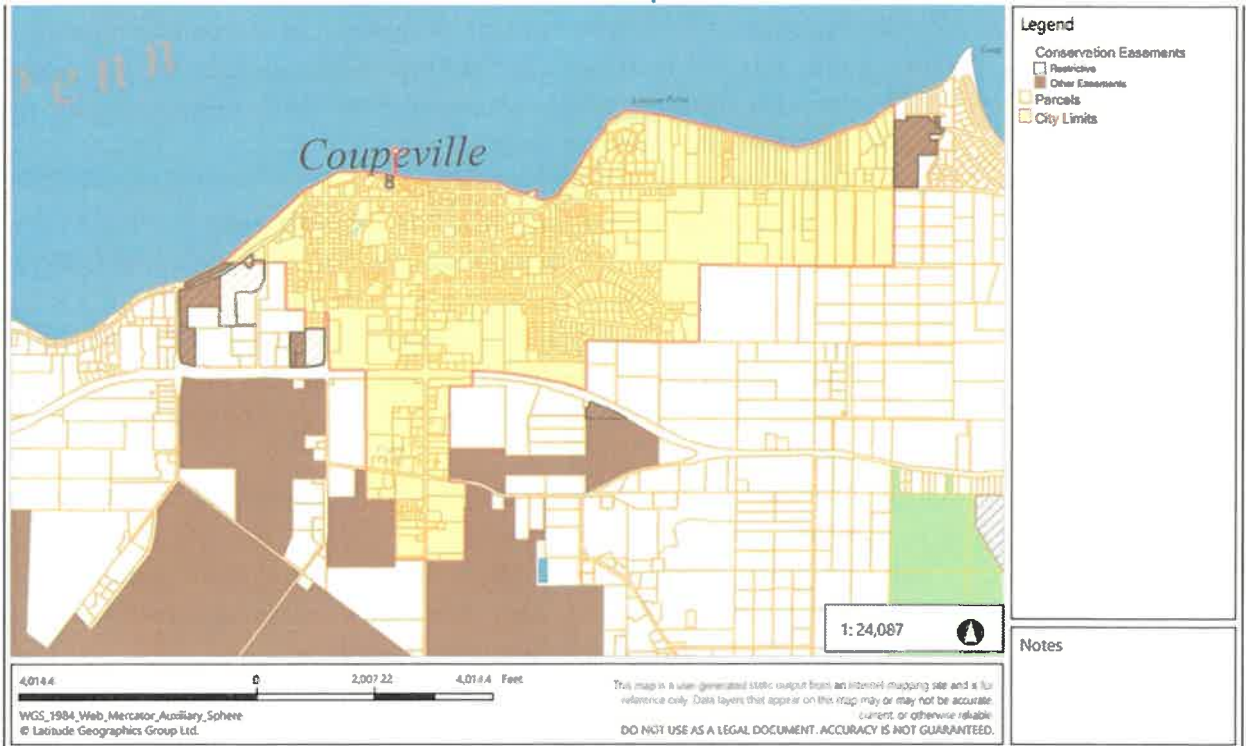 Penn
Coupeville
Legend
Conservation Easements
Restrictive
Other Easements
Parcels
City Limits
1: 24,087
Notes
4,014.4 0 2,007.22 4,014.4 Feet
WGS_1984_Web_Mercator_Auxiliary_Sphere
© Latitude Geographics Group Ltd.
This map is a user generated static output from an Internet mapping site and is for
reference only. Data layers that appear on this map may or may not be accurate,
current, or otherwise reliable.
DO NOT USE AS A LEGAL DOCUMENT. ACCURACY IS NOT GUARANTEED.